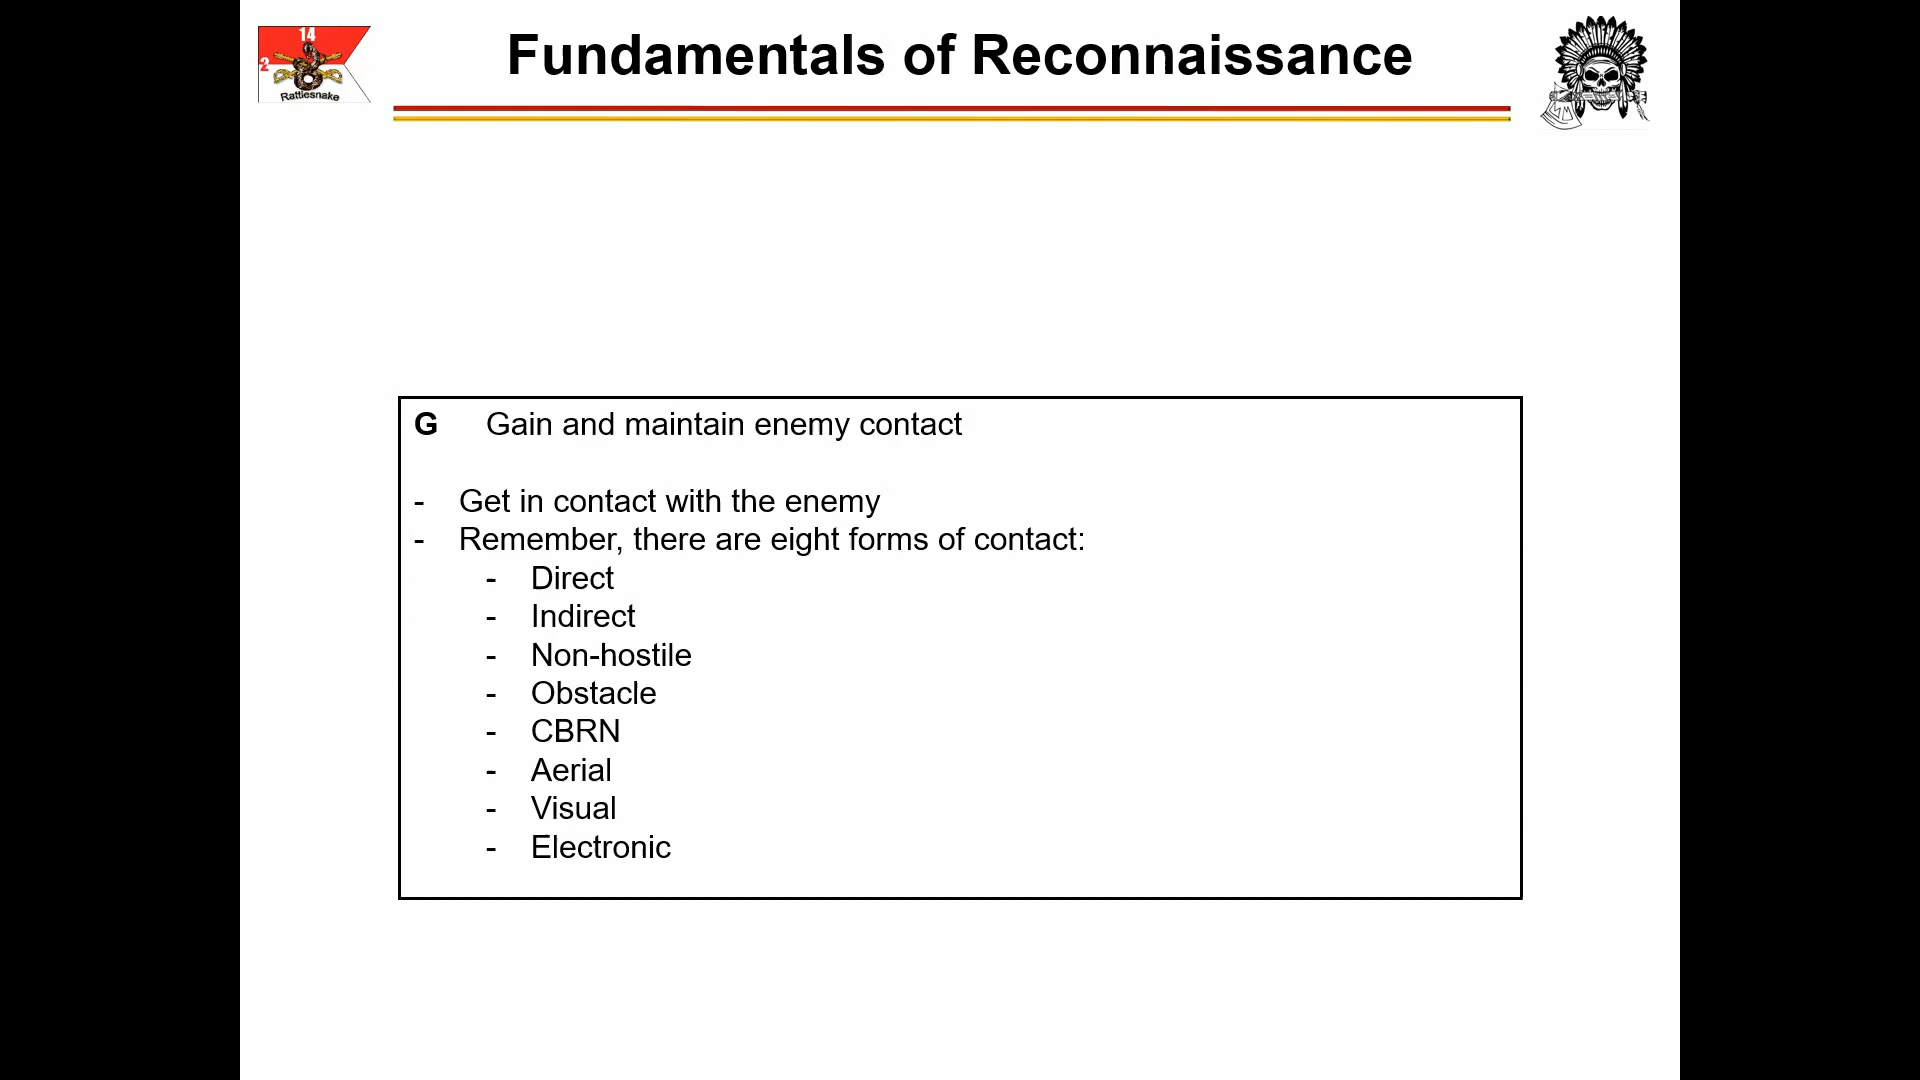 14
2
Rattlesnake
Fundamentals of Reconnaissance
G Gain and maintain enemy contact
- Get in contact with the enemy
- Remember, there are eight forms of contact:
- Direct
- Indirect
- Non-hostile
- Obstacle
- CBRN
- Aerial
- Visual
- Electronic